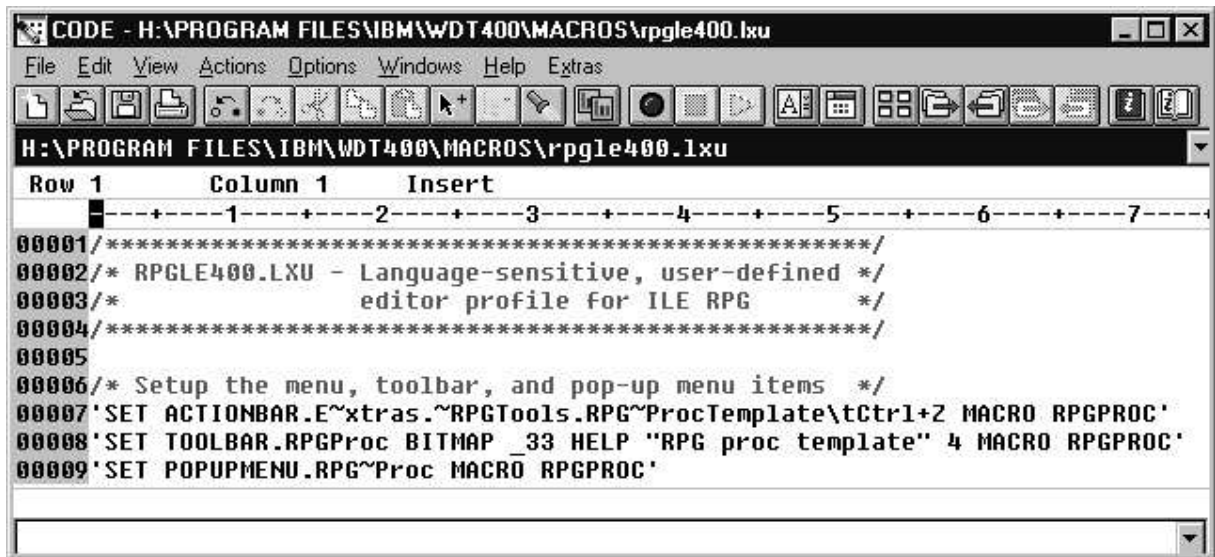 CODE - H:\PROGRAM FILES\IBM\WDT400\MACROS\rpgle400.lxu
File Edit View Actions Options Windows Help Extras
H:\PROGRAM FILES\IBM\WDT400\MACROS\rpgle400.lxu
Row 1 Column 1 Insert
----+----1----+----2----+----3----+----4----+----5----+----6----+----7----+
00001/***************************************************/
00002/* RPGLE400.LXU - Language-sensitive, user-defined */
00003/*                editor profile for ILE RPG       */
00004/***************************************************/
00005
00006/* Setup the menu, toolbar, and pop-up menu items  */
00007'SET ACTIONBAR.E~xtras.~RPGTools.RPG~ProcTemplate\tCtrl+Z MACRO RPGPROC'
00008'SET TOOLBAR.RPGProc BITMAP _33 HELP "RPG proc template" 4 MACRO RPGPROC'
00009'SET POPUPMENU.RPG~Proc MACRO RPGPROC'